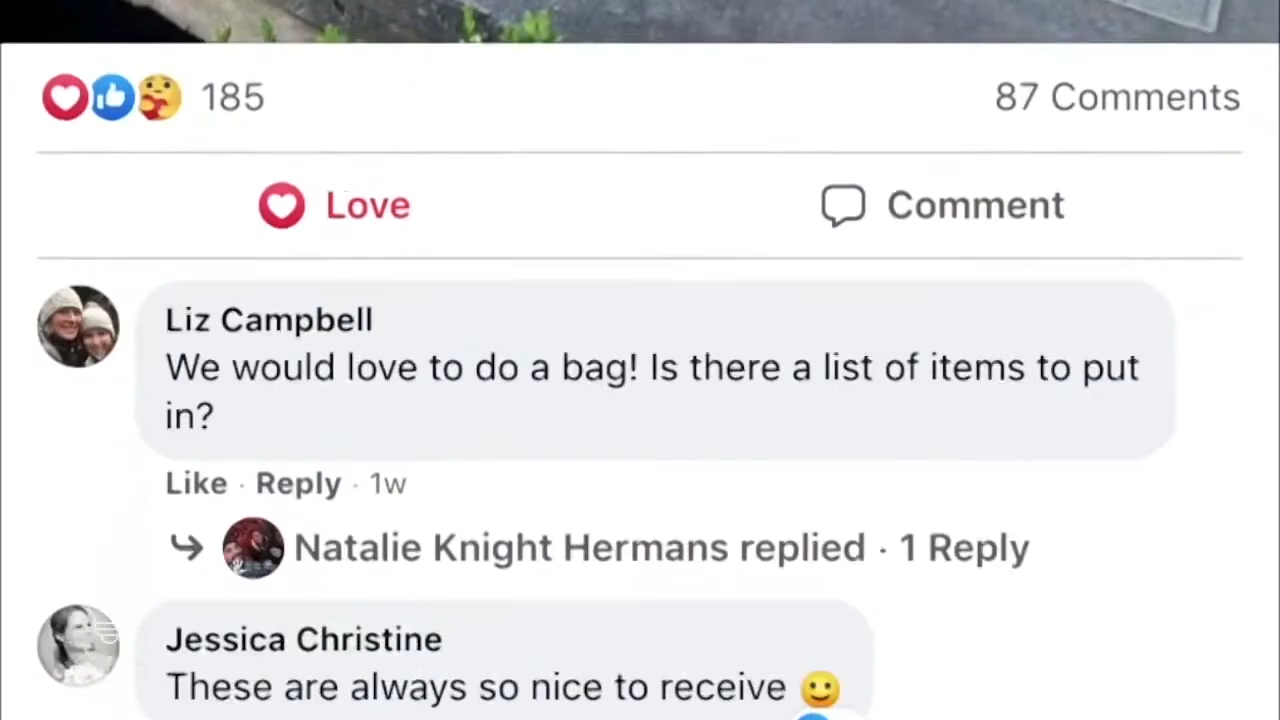 185
87 Comments
Love
Comment
Liz Campbell
We would love to do a bag! Is there a list of items to put
in?
Like · Reply · 1w
Natalie Knight Hermans replied · 1 Reply
Jessica Christine
These are always so nice to receive 🙂